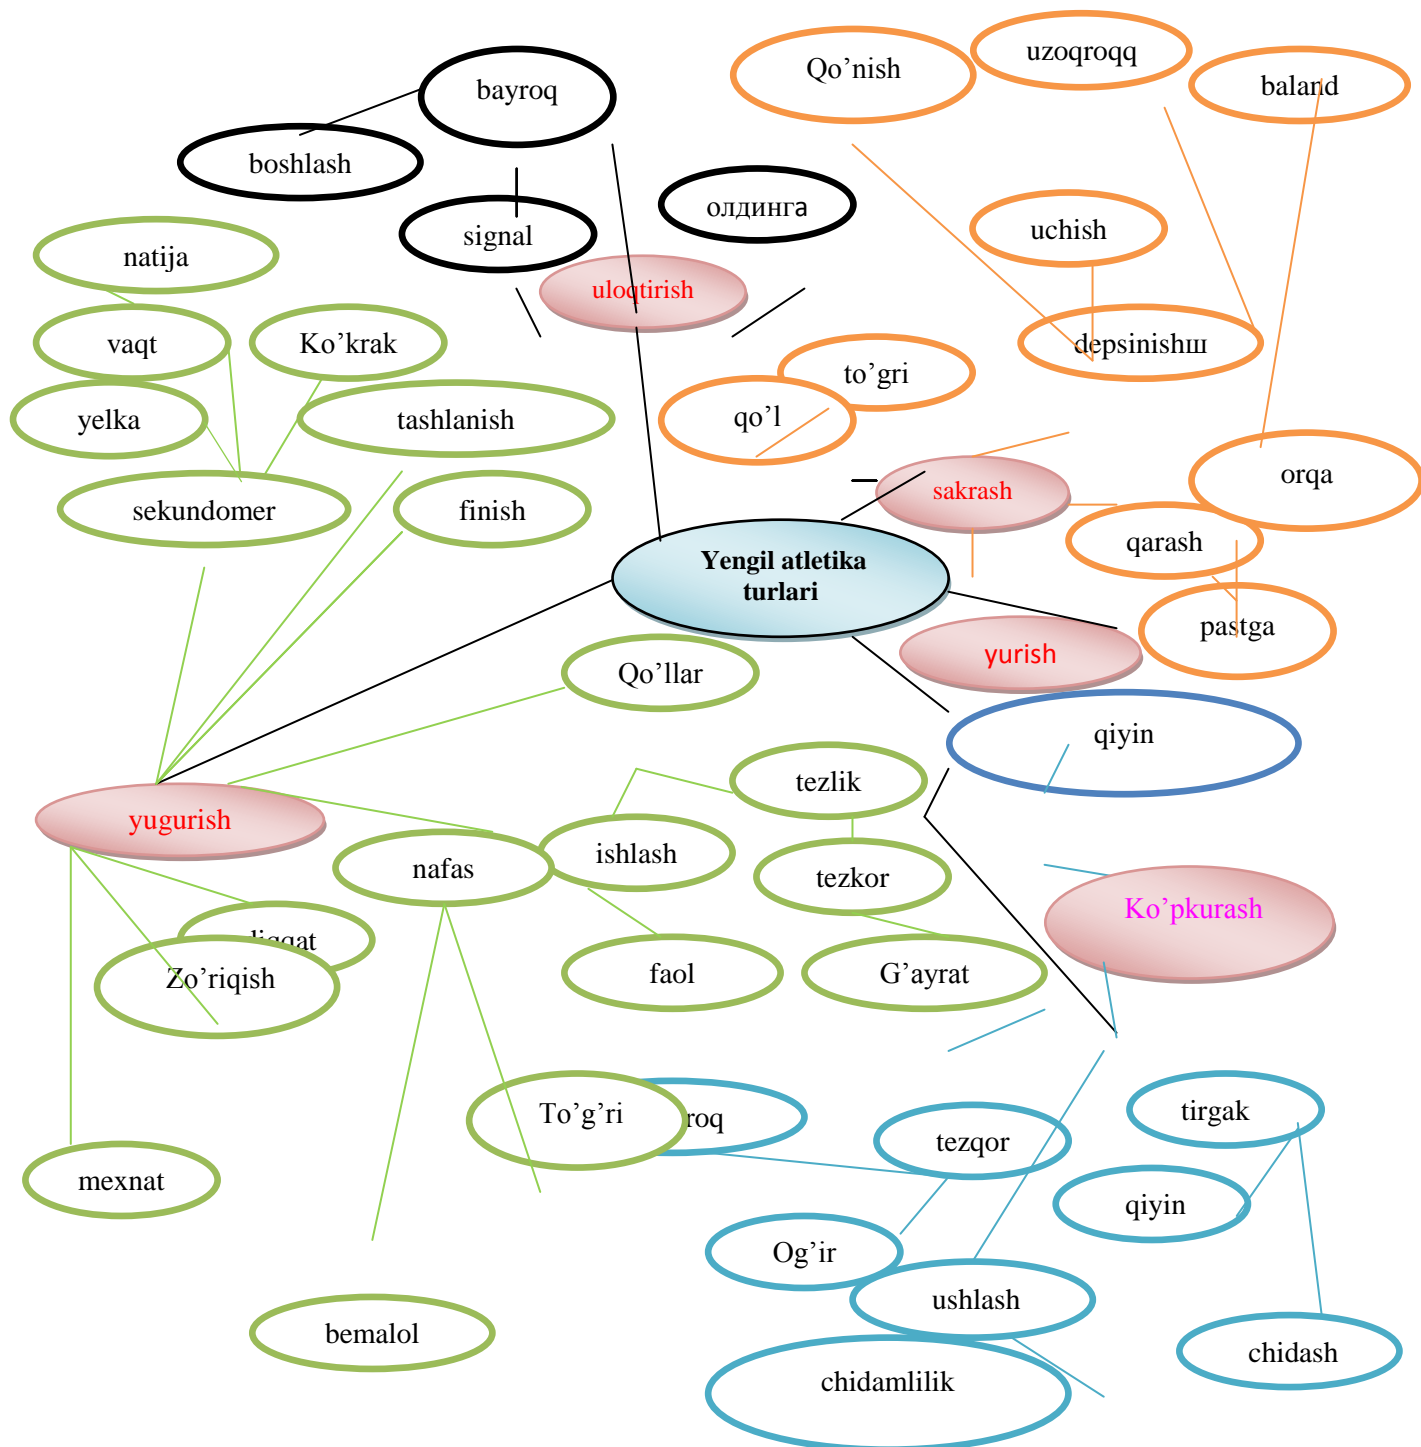 Qo’nish
uzoqroqq
baland
bayroq
boshlash
олдинга
signal
uchish
natija
uloqtirish
vaqt
Ko’krak
depsinishш
to’gri
yelka
tashlanish
qo’l
orqa
sakrash
sekundomer
finish
qarash
Yengil atletika
turlari
pastga
yurish
Qo’llar
qiyin
tezlik
yugurish
ishlash
nafas
tezkor
Ko’pkurash
Zo’riqish
faol
G’ayrat
To’g’ri
roq
tezqor
tirgak
mexnat
qiyin
Og’ir
ushlash
bemalol
chidash
chidamlilik